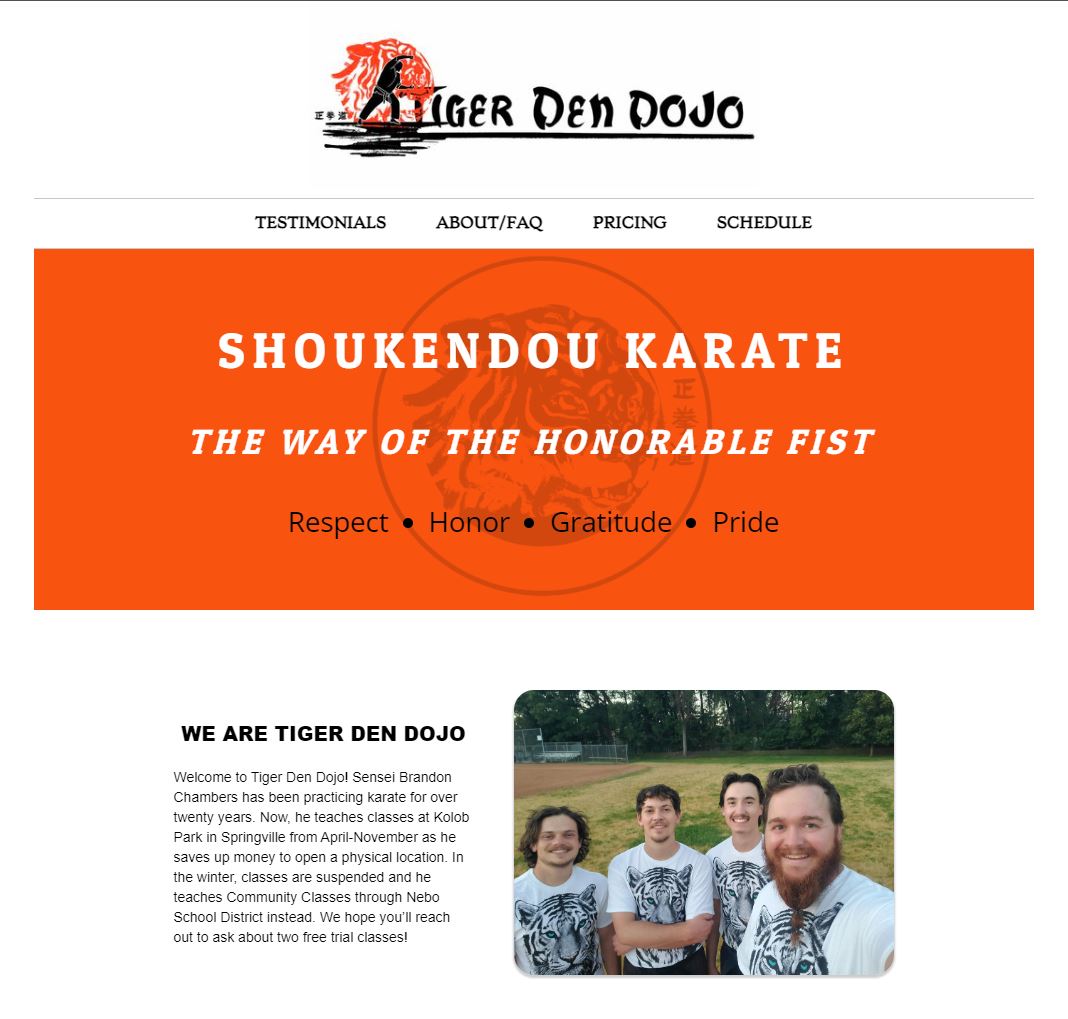 正拳道
TIGER DEN DOJO
TESTIMONIALS ABOUT/FAQ PRICING SCHEDULE
SHOUKENDOU KARATE
正拳道
THE WAY OF THE HONORABLE FIST
Respect • Honor • Gratitude • Pride
WE ARE TIGER DEN DOJO
Welcome to Tiger Den Dojo! Sensei Brandon
Chambers has been practicing karate for over
twenty years. Now, he teaches classes at Kolob
Park in Springville from April-November as he
saves up money to open a physical location. In
the winter, classes are suspended and he
teaches Community Classes through Nebo
School District instead. We hope you’ll reach
out to ask about two free trial classes!